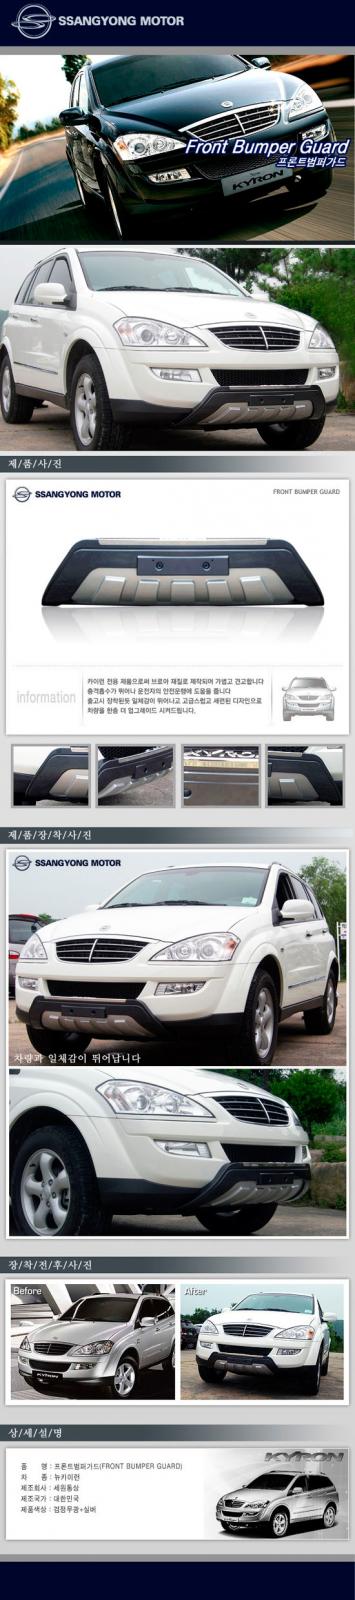 SSANGYONG MOTOR
Front Bumper Guard
프론트범퍼가드
KYRON
제/품/사/진
SSANGYONG MOTOR
FRONT BUMPER GUARD
information
카이런 전용 제품으로써 브로아 재질로 제작되며 가볍고 견고합니다
충격흡수가 뛰어나 운전자의 안전운행에 도움을 줍니다
출고시 장착된듯 일체감이 뛰어나고 고급스럽고 세련된 디자인으로
차량을 한층 더 업그레이드 시켜드립니다.
KYRON
제/품/장/착/사/진
SSANGYONG MOTOR
차량과 일체감이 뛰어납니다
장/착/전/후/사/진
Before
After
KYRON
상/세/설/명
KYRON
품 명 : 프론트범퍼가드(FRONT BUMPER GUARD)
차 종 : 뉴카이런
제조회사 : 세원통상
제조국가 : 대한민국
제품색상 : 검정무광+실버